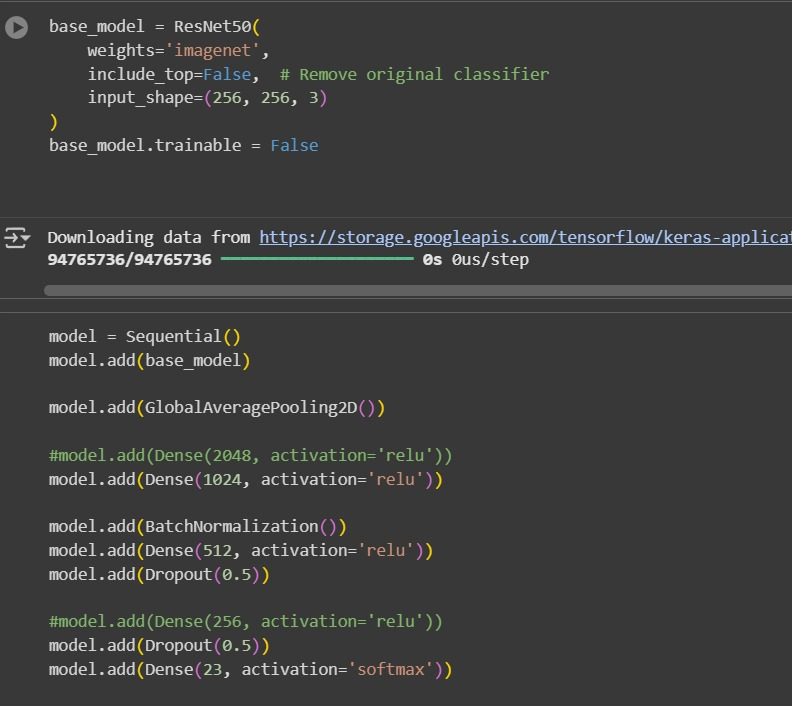 base_model = ResNet50(
    weights='imagenet',
    include_top=False,  # Remove original classifier
    input_shape=(256, 256, 3)
)
base_model.trainable = False
Downloading data from https://storage.googleapis.com/tensorflow/keras-applicat
94765736/94765736 ━━━━━━━━━━━━━━━━━━━━ 0s 0us/step
model = Sequential()
model.add(base_model)
model.add(GlobalAveragePooling2D())
#model.add(Dense(2048, activation='relu'))
model.add(Dense(1024, activation='relu'))
model.add(BatchNormalization())
model.add(Dense(512, activation='relu'))
model.add(Dropout(0.5))
#model.add(Dense(256, activation='relu'))
model.add(Dropout(0.5))
model.add(Dense(23, activation='softmax'))